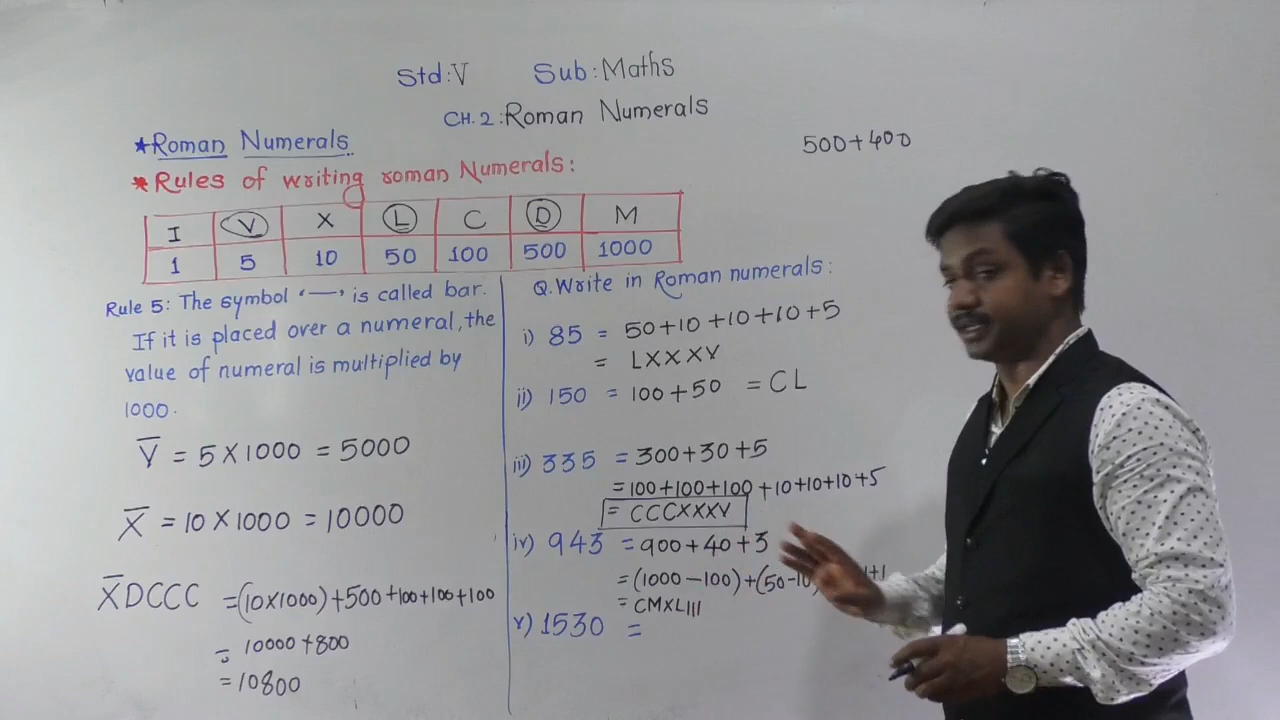 Std:V Sub:Maths
CH.2:Roman Numerals
500+400
*Roman Numerals
*Rules of writing roman Numerals:
I V X L C D M
1 5 10 50 100 500 1000
Rule 5: The symbol ‘—’ is called bar.
If it is placed over a numeral, the
value of numeral is multiplied by
1000.
V̅ = 5×1000 = 5000
X̅ = 10×1000 = 10000
X̅DCCC = (10×1000)+500+100+100+100
= 10000+800
= 10800
Q.Write in Roman numerals:
i) 85 = 50+10+10+10+5
= LXXXV
ii) 150 = 100+50 = CL
iii) 335 = 300+30+5
= 100+100+100+10+10+10+5
= CCCXXXV
iv) 943 = 900+40+3
= (1000-100)+(50-10 1+1
= CMXLIII
v) 1530 =